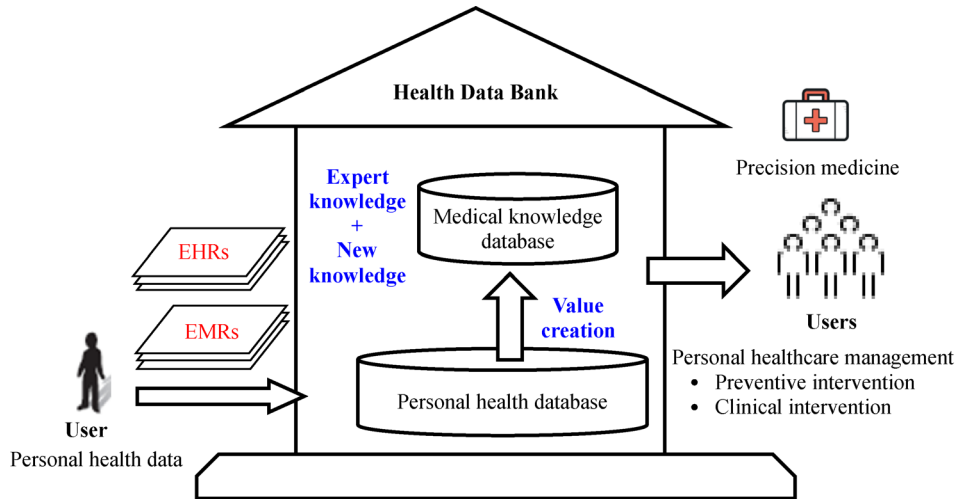 Health Data Bank
Expert
knowledge
+
New
knowledge
Medical knowledge
database
Value
creation
Personal health database
EHRs
EMRs
User
Personal health data
Precision medicine
Users
Personal healthcare management
• Preventive intervention
• Clinical intervention